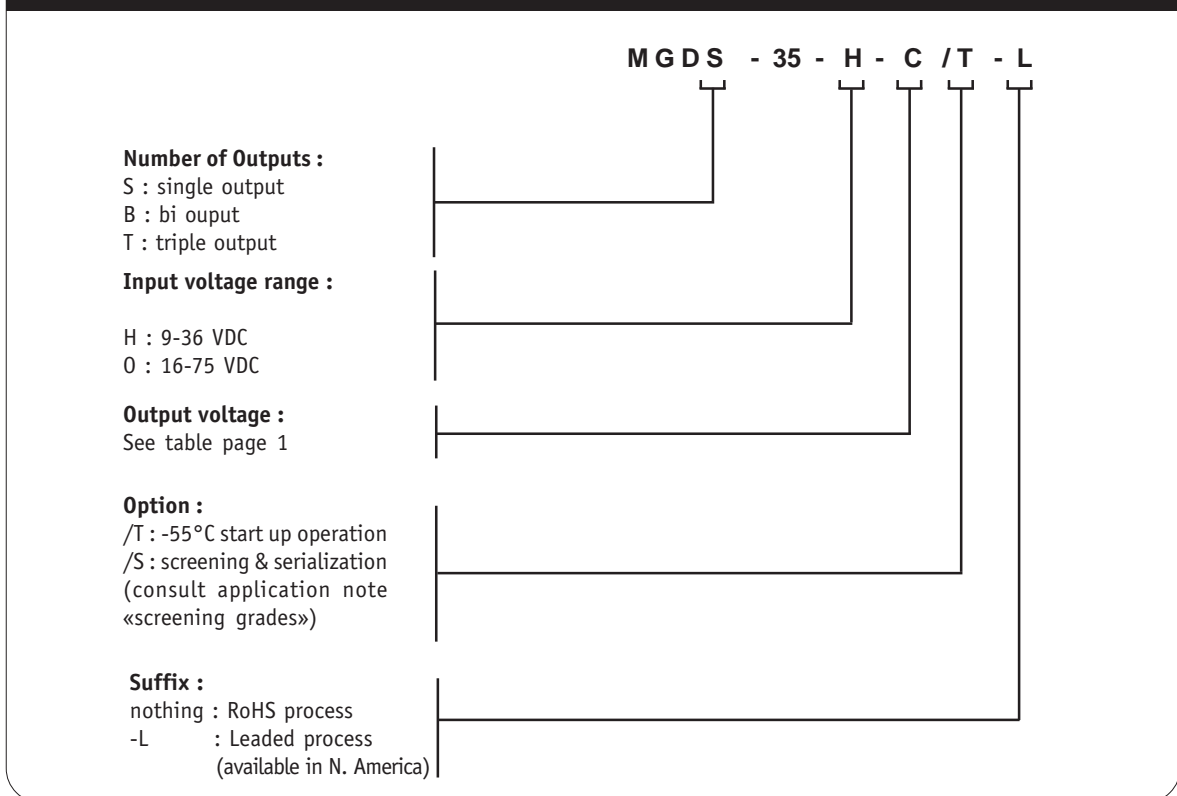 MGDS - 35 - H - C /T - L
Number of Outputs :
S : single output
B : bi ouput
T : triple output
Input voltage range :
H : 9-36 VDC
O : 16-75 VDC
Output voltage :
See table page 1
Option :
/T : -55°C start up operation
/S : screening & serialization
(consult application note
«screening grades»)
Suffix :
nothing : RoHS process
-L : Leaded process
(available in N. America)